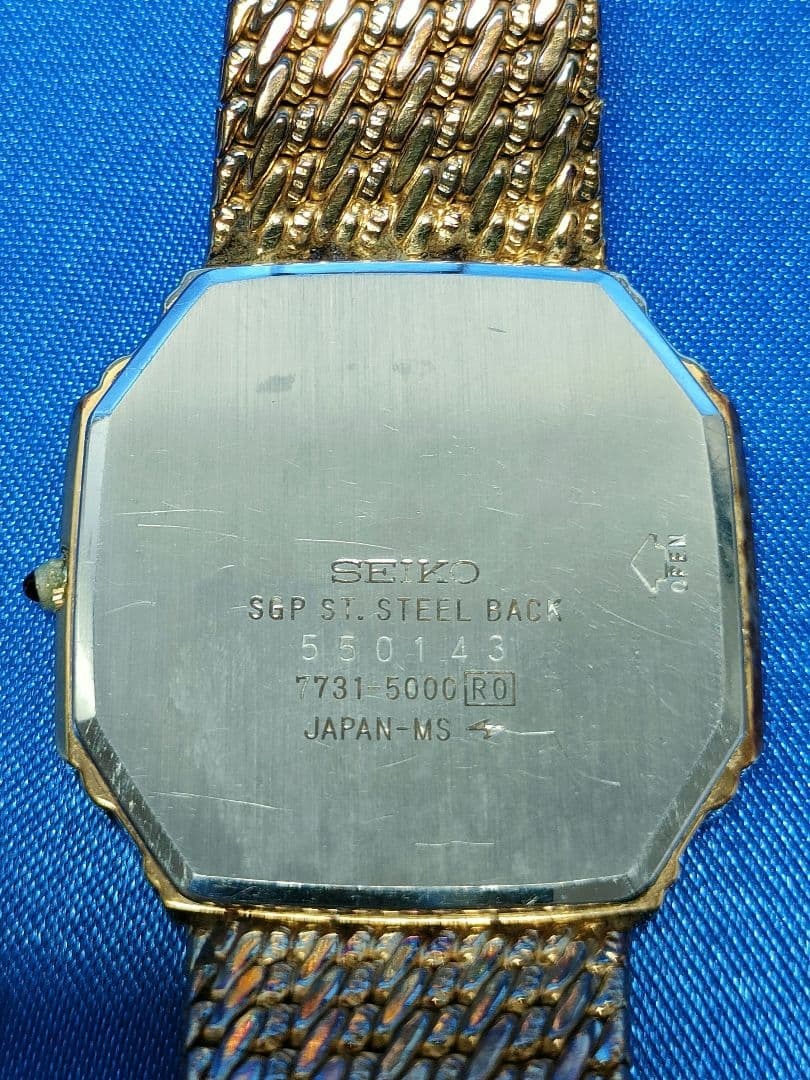 SEIKO
OPEN
SGP ST. STEEL BACK
550143
7731-5000 R0
JAPAN-MS